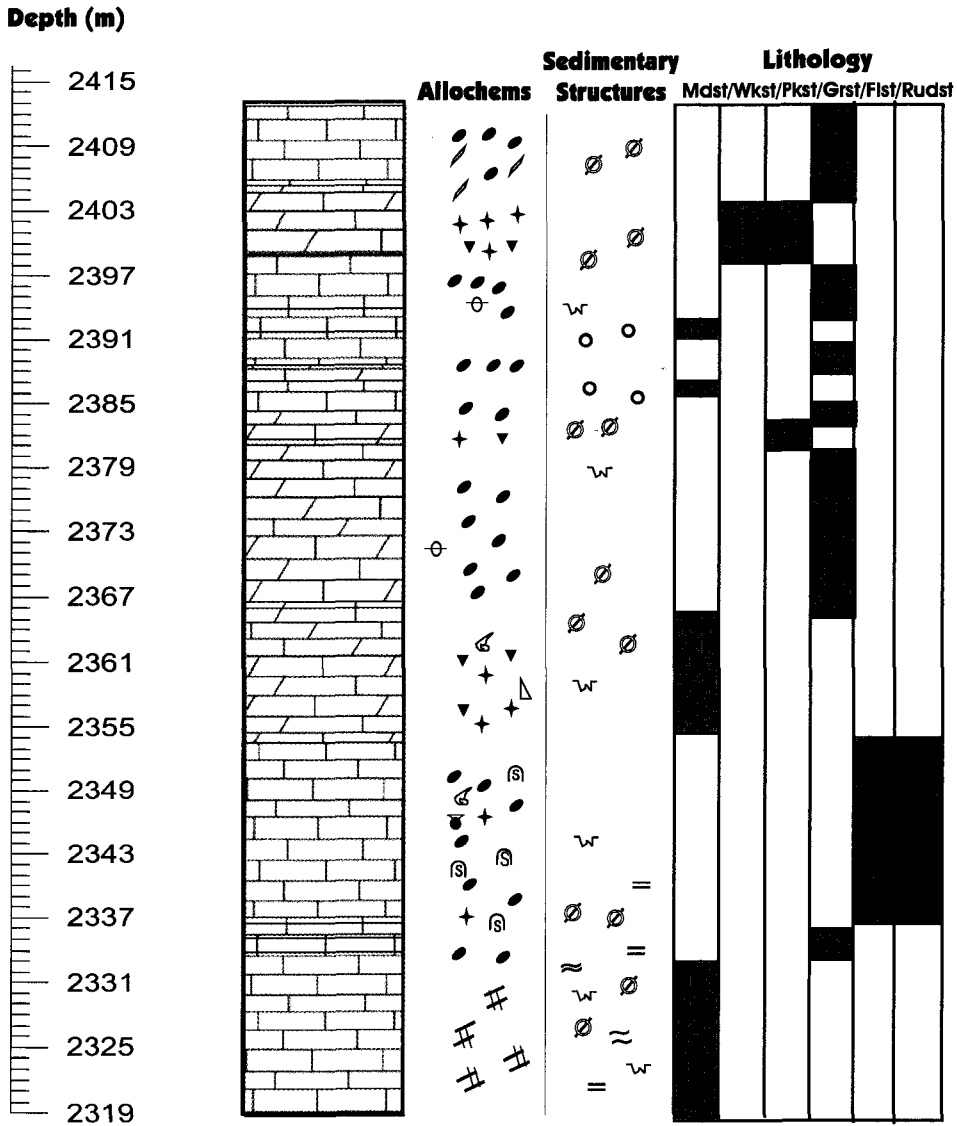 Depth (m)
Sedimentary
Lithology
Allochems
Structures
Mdst/Wkst/Pkst/Grst/Flst/Rudst
2415
2409
2403
2397
2391
2385
2379
2373
2367
2361
2355
2349
2343
2337
2331
2325
2319
S
S
S
S